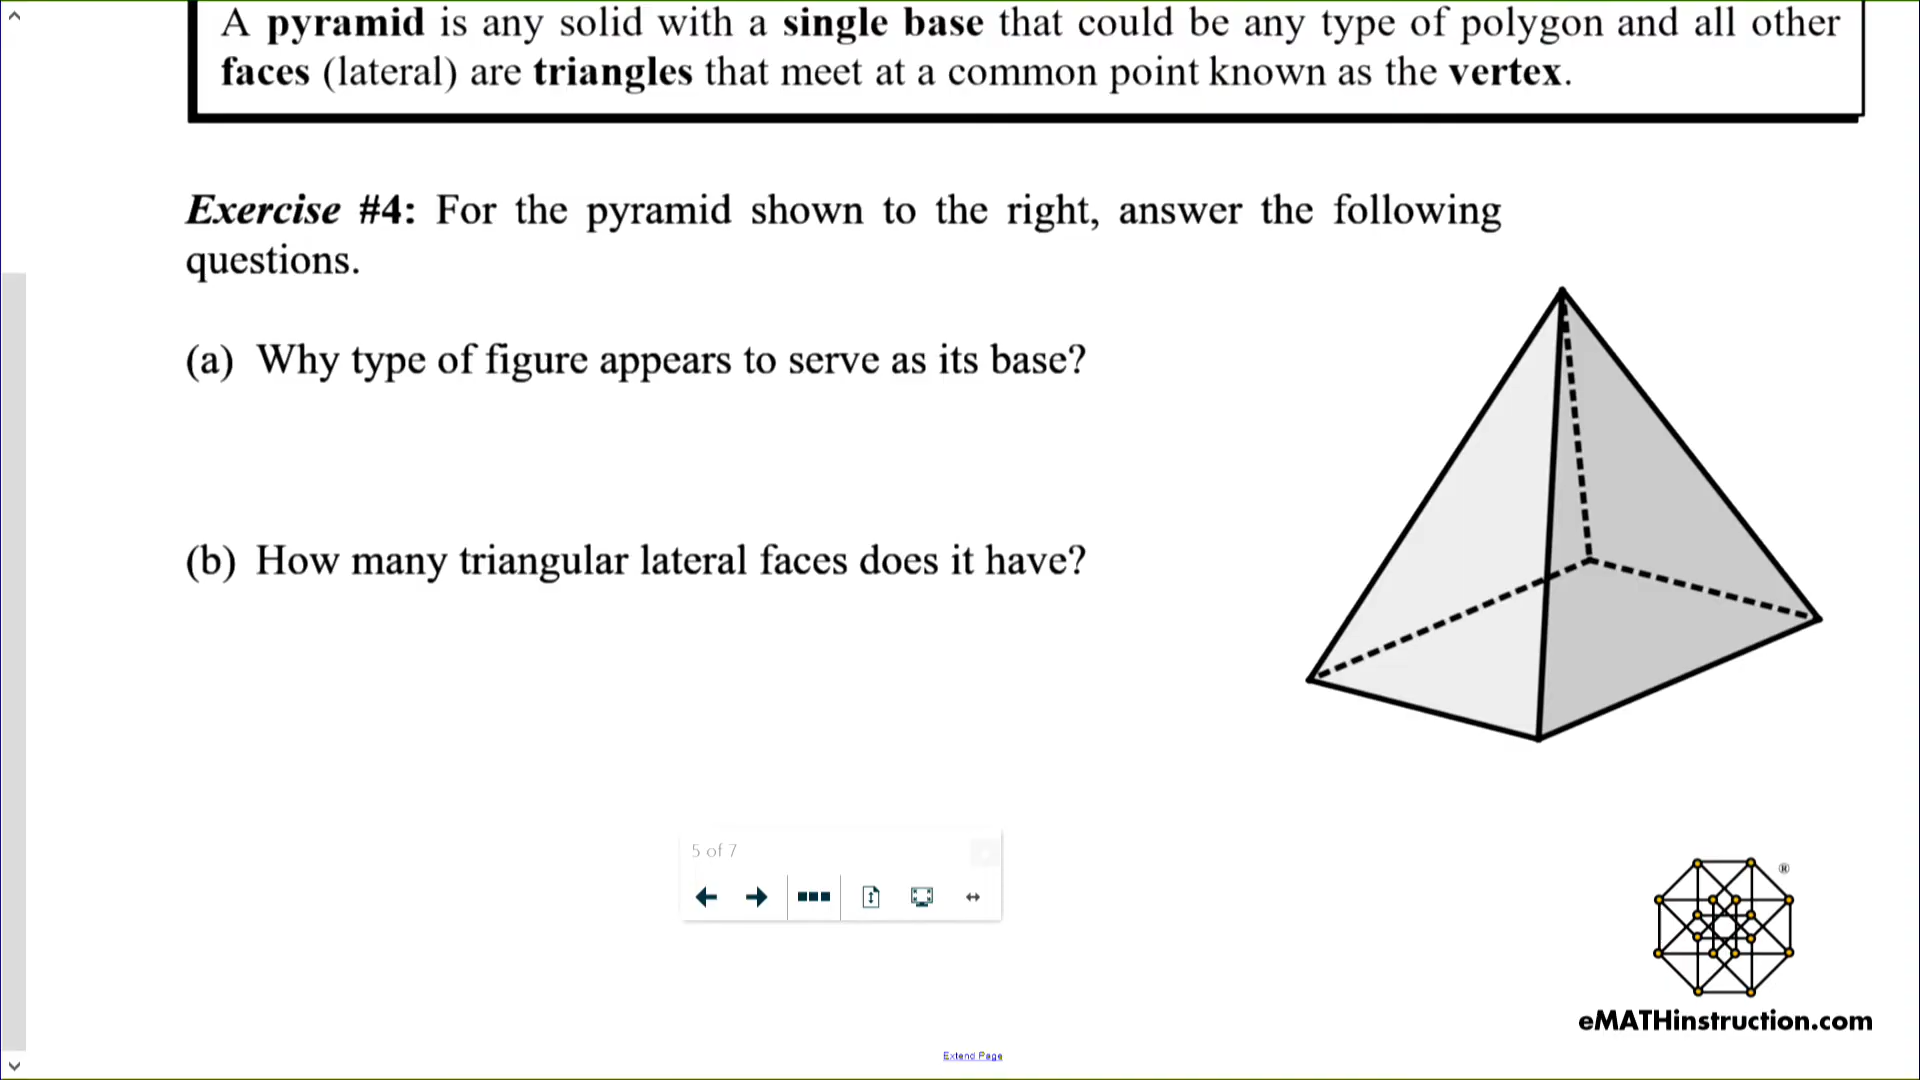 A pyramid is any solid with a single base that could be any type of polygon and all other
faces (lateral) are triangles that meet at a common point known as the vertex.
Exercise #4: For the pyramid shown to the right, answer the following
questions.
(a) Why type of figure appears to serve as its base?
(b) How many triangular lateral faces does it have?
5 of 7
®
eMATHinstruction.com
Extend Page